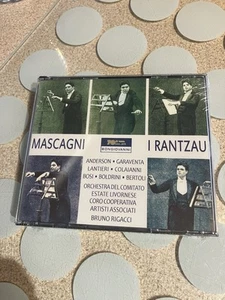 BONGIOVANNI
MASCAGNI I RANTZAU
ANDERSON • GARAVENTA
LANTIERI • COLAIANNI
BOSI • BOLDRINI • BERTOLI
ORCHESTRA DEL COMITATO
ESTATE LIVORNESE
CORO COOPERATIVA
ARTISTI ASSOCIATI
BRUNO RIGACCI